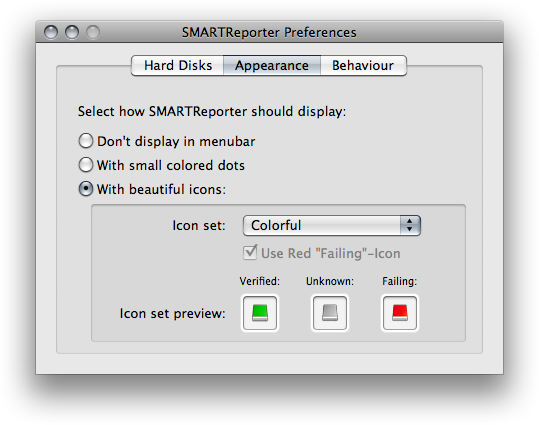 SMARTReporter Preferences
Hard Disks Appearance Behaviour
Select how SMARTReporter should display:
Don't display in menubar
With small colored dots
With beautiful icons:
Icon set: Colorful
Use Red "Failing"-Icon
Verified: Unknown: Failing:
Icon set preview: